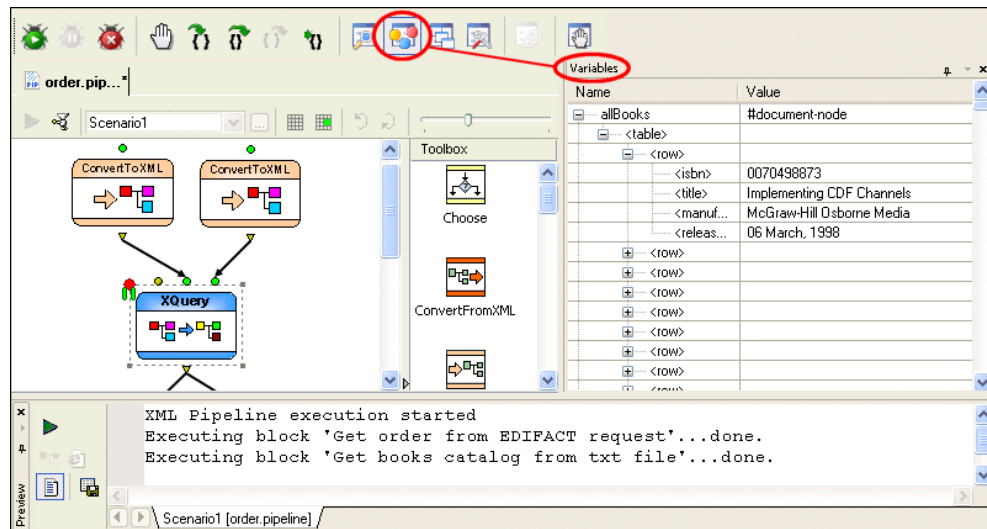 Variables
order.pip...*
Name Value
Scenario1 ...
allBooks #document-node
<table>
<row>
<isbn> 0070498873
<title> Implementing CDF Channels
<manuf... McGraw-Hill Osborne Media
<releas... 06 March, 1998
<row>
<row>
<row>
<row>
<row>
<row>
<row>
<row>
ConvertToXML
ConvertToXML
XQuery
Toolbox
Choose
ConvertFromXML
XML Pipeline execution started
Executing block 'Get order from EDIFACT request'...done.
Executing block 'Get books catalog from txt file'...done.
Preview
Scenario1 [order.pipeline]